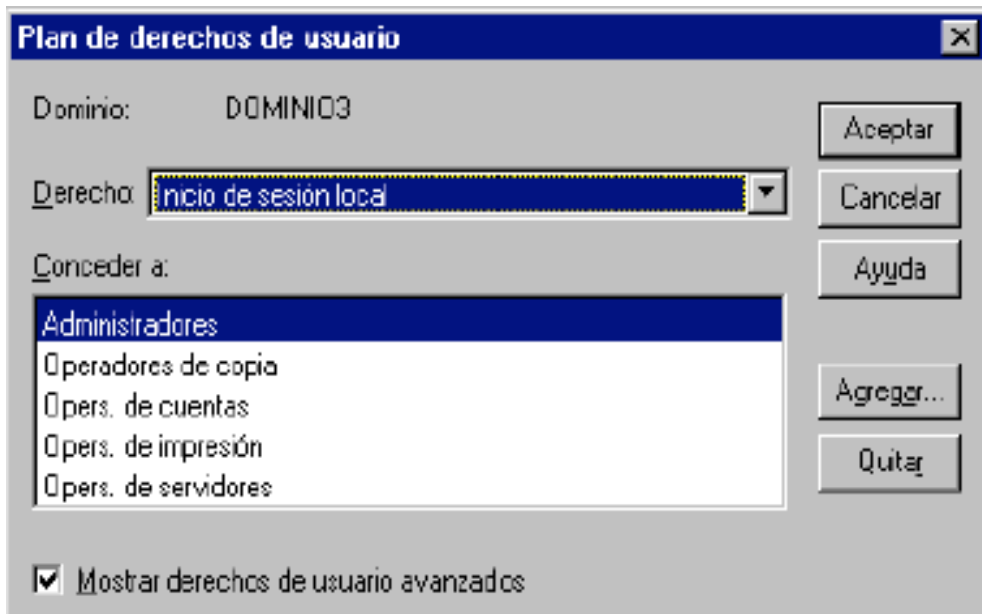 Plan de derechos de usuario
Dominio: DOMINIO3
Aceptar
Derecho: Inicio de sesión local
Cancelar
Conceder a:
Ayuda
Administradores
Operadores de copia
Opers. de cuentas
Opers. de impresión
Opers. de servidores
Agregar...
Quitar
Mostrar derechos de usuario avanzados